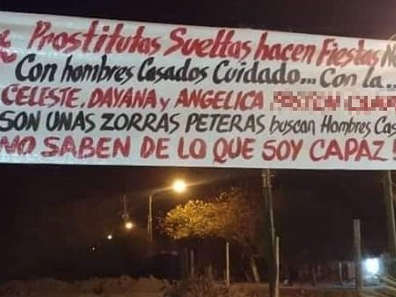 Prostitutas Sueltas hacen Fiestas
Con hombres Casados Cuidado... Con la..
CELESTE, DAYANA y ANGELICA
SON UNAS ZORRAS PETERAS buscan Hombres Cas
NO SABEN DE LO QUE SOY CAPAZ!